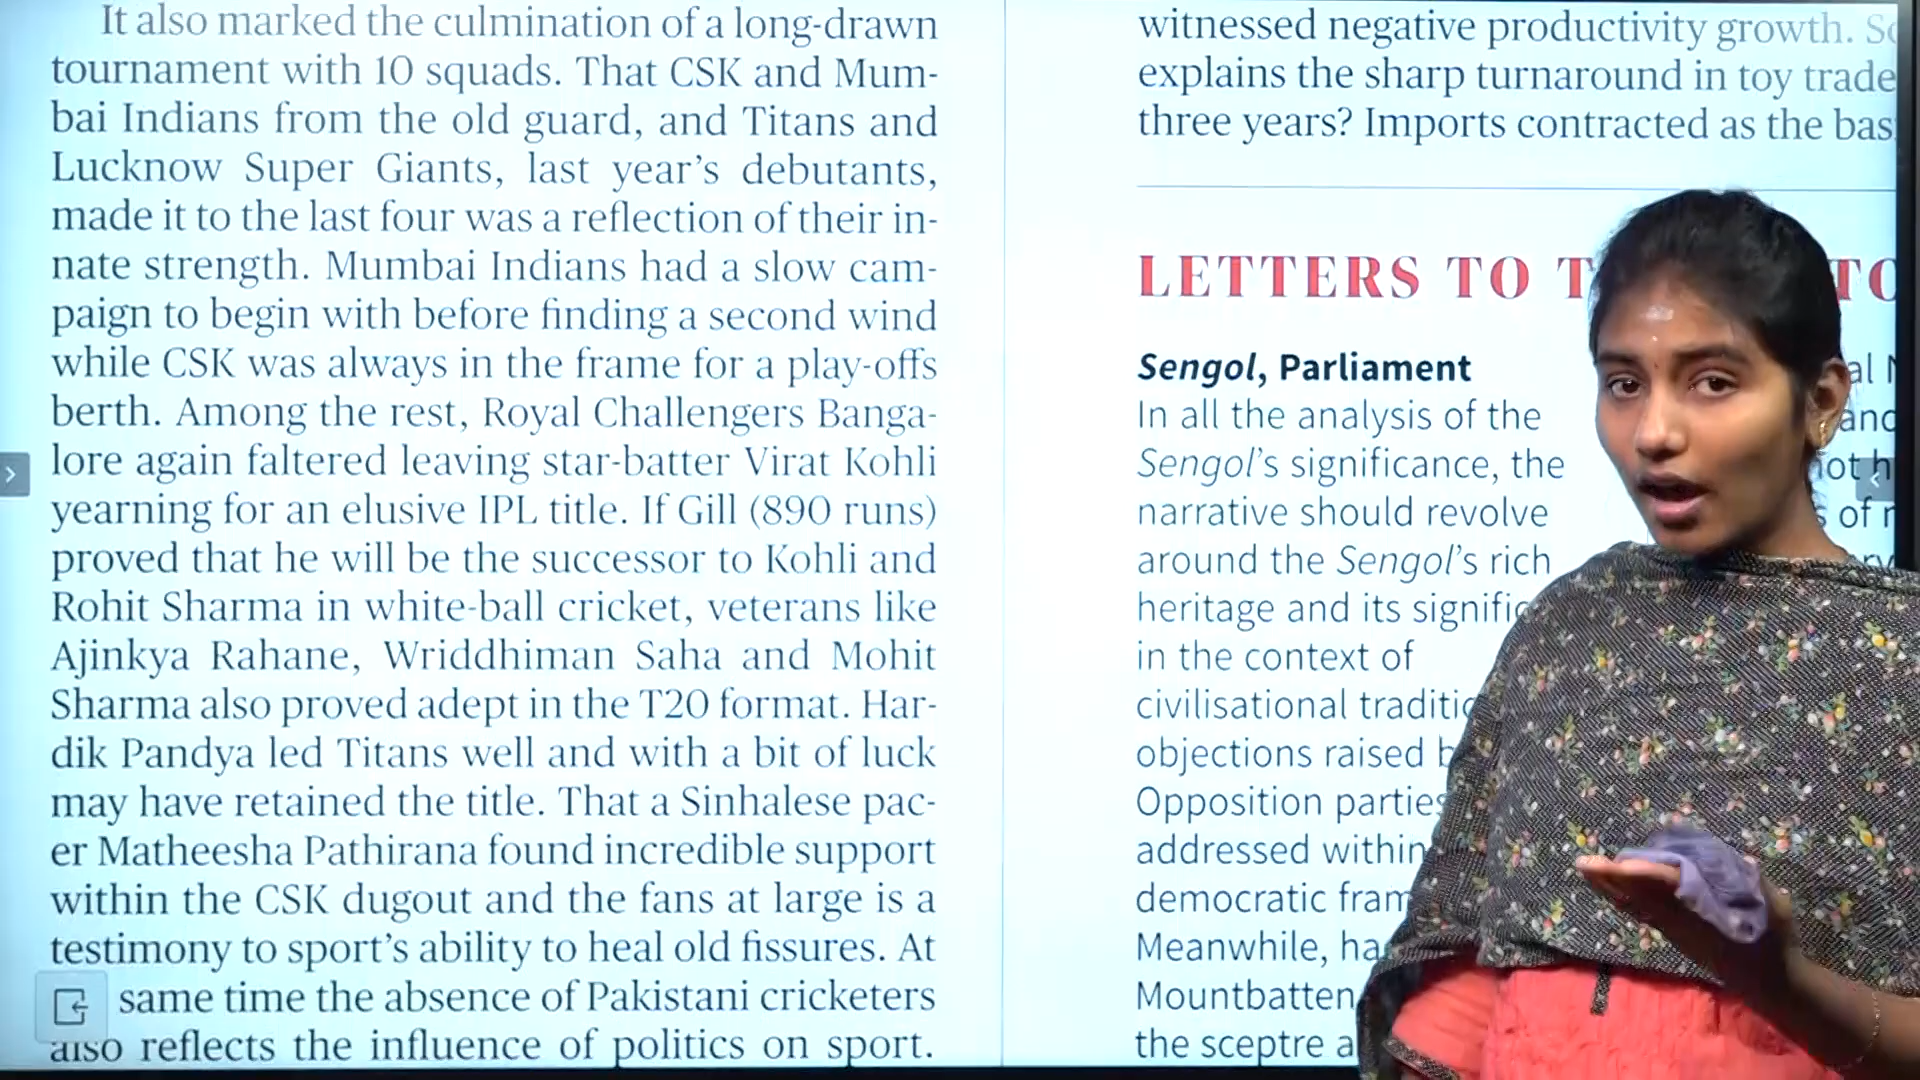 It also marked the culmination of a long-drawn
tournament with 10 squads. That CSK and Mum-
bai Indians from the old guard, and Titans and
Lucknow Super Giants, last year's debutants,
made it to the last four was a reflection of their in-
nate strength. Mumbai Indians had a slow cam-
paign to begin with before finding a second wind
while CSK was always in the frame for a play-offs
berth. Among the rest, Royal Challengers Banga-
lore again faltered leaving star-batter Virat Kohli
yearning for an elusive IPL title. If Gill (890 runs)
proved that he will be the successor to Kohli and
Rohit Sharma in white-ball cricket, veterans like
Ajinkya Rahane, Wriddhiman Saha and Mohit
Sharma also proved adept in the T20 format. Har-
dik Pandya led Titans well and with a bit of luck
may have retained the title. That a Sinhalese pac-
er Matheesha Pathirana found incredible support
within the CSK dugout and the fans at large is a
testimony to sport's ability to heal old fissures. At
same time the absence of Pakistani cricketers
also reflects the influence of politics on sport.
witnessed negative productivity growth.
explains the sharp turnaround in toy trade
three years? Imports contracted as the bas
LETTERS TO
Sengol, Parliament
In all the analysis of the
Sengol's significance, the
narrative should revolve
around the Sengol's rich
heritage and its signific
in the context of
civilisational traditio
objections raised b
Opposition parties
addressed within
democratic fram
Meanwhile, ha
Mountbatten
the sceptre a